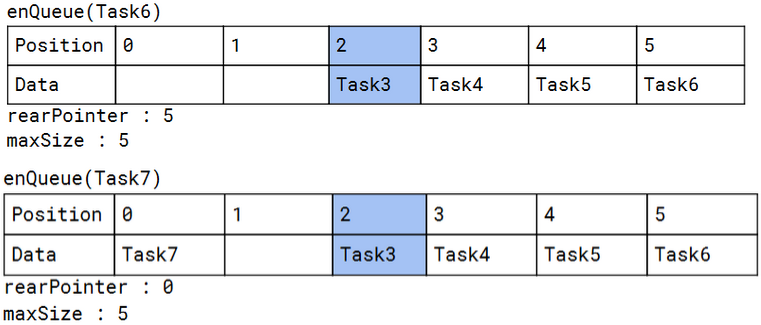 enQueue(Task6)
Position 0 1 2 3 4 5
Data Task3 Task4 Task5 Task6
rearPointer : 5
maxSize : 5
enQueue(Task7)
Position 0 1 2 3 4 5
Data Task7 Task3 Task4 Task5 Task6
rearPointer : 0
maxSize : 5